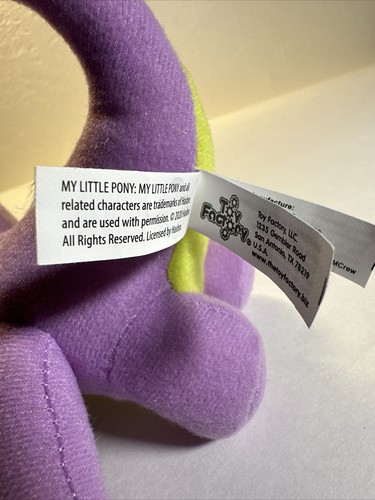 MY LITTLE PONY: MY LITTLE PONY and all
related characters are trademarks of Hasbro
and are used with permission. © 2020 Hasbro.
All Rights Reserved. Licensed by Hasbro.
Toy
Factory®
Toy Factory, LLC.
1225 Gembler Road
San Antonio, TX 78219
U.S.A.
www.thetoyfactory.biz